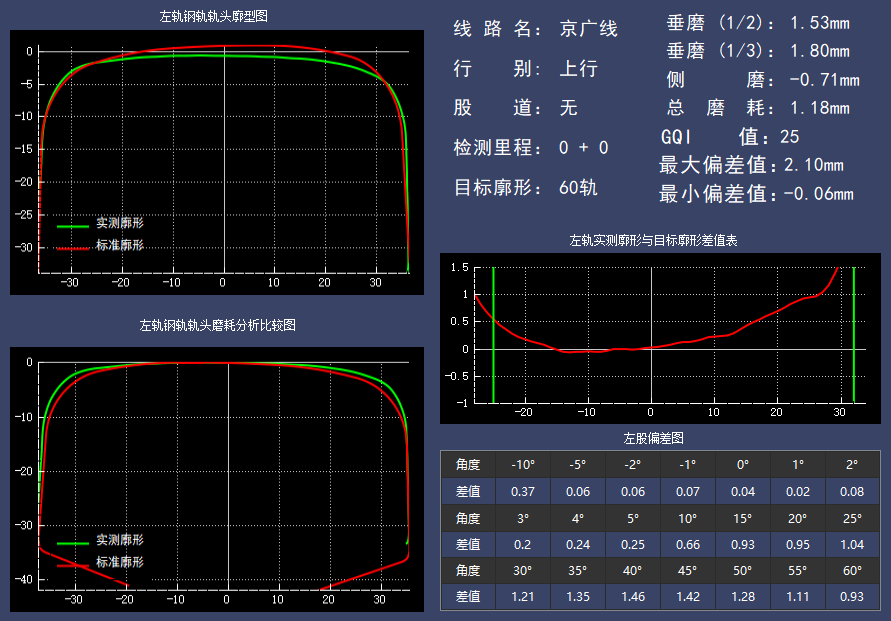 左轨钢轨轨头廓型图
0
-5
-10
-15
-20
-25
-30
实测廓形
标准廓形
-30 -20 -10 0 10 20 30
左轨钢轨轨头磨耗分析比较图
0
-10
-20
-30
-40
实测廓形
标准廓形
-30 -20 -10 0 10 20 30
线 路 名： 京广线
行 别： 上行
股 道： 无
检测里程： 0 + 0
目标廓形： 60轨
垂磨 (1/2)： 1.53mm
垂磨 (1/3)： 1.80mm
侧 磨： -0.71mm
总 磨 耗： 1.18mm
GQI 值：25
最大偏差值：2.10mm
最小偏差值：-0.06mm
左轨实测廓形与目标廓形差值表
1.5
1
0.5
0
-0.5
-1
-20 -10 0 10 20 30
左股偏差图
角度 -10° -5° -2° -1° 0° 1° 2°
差值 0.37 0.06 0.06 0.07 0.04 0.02 0.08
角度 3° 4° 5° 10° 15° 20° 25°
差值 0.2 0.24 0.25 0.66 0.93 0.95 1.04
角度 30° 35° 40° 45° 50° 55° 60°
差值 1.21 1.35 1.46 1.42 1.28 1.11 0.93